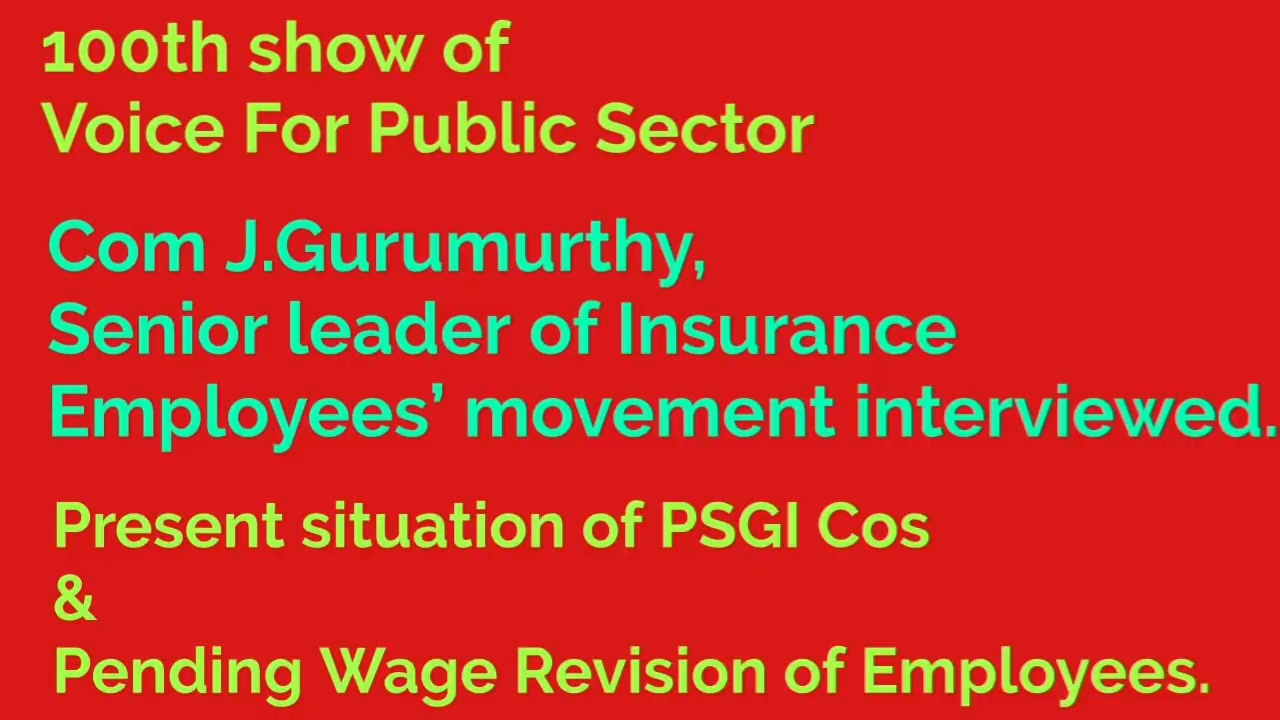 100th show of
Voice For Public Sector
Com J.Gurumurthy,
Senior leader of Insurance
Employees’ movement interviewed.
Present situation of PSGI Cos
&
Pending Wage Revision of Employees.